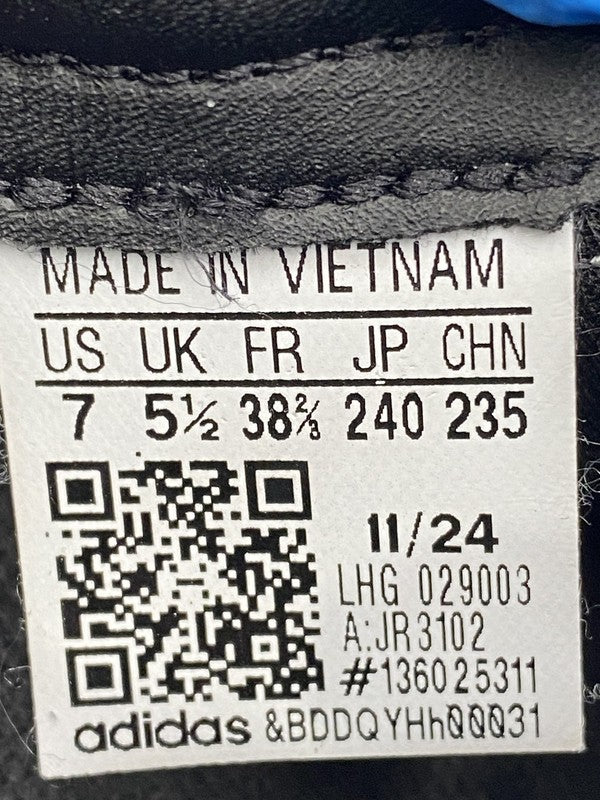 MADE IN VIETNAM
US UK FR JP CHN
7 5½ 38⅔ 240 235
11/24
LHG 029003
A:JR3102
#136025311
adidas &BDDQYHh00031